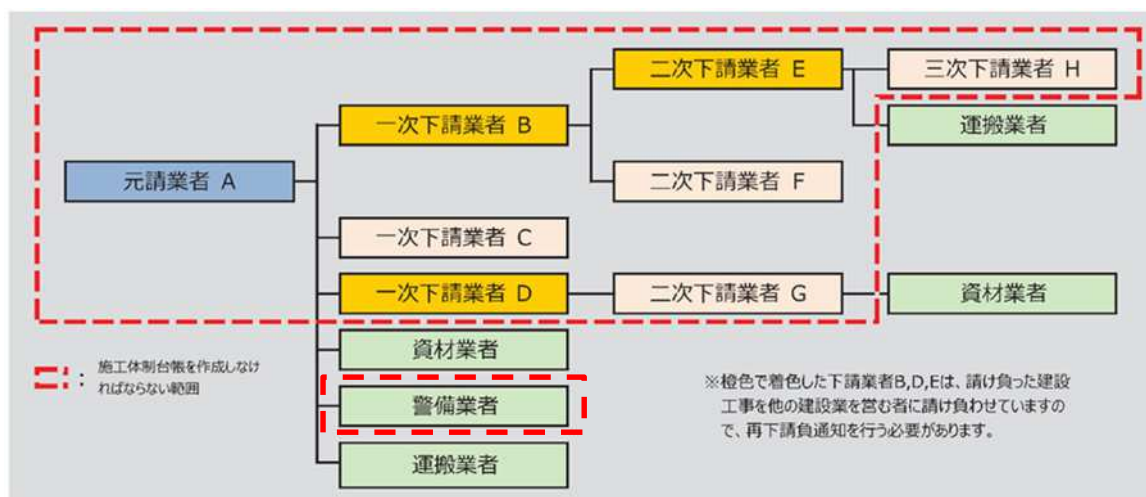 二次下請業者 E
三次下請業者 H
一次下請業者 B
運搬業者
元請業者 A
二次下請業者 F
一次下請業者 C
一次下請業者 D
二次下請業者 G
資材業者
資材業者
施工体制台帳を作成しなけ
ればならない範囲
:
警備業者
運搬業者
※橙色で着色した下請業者B,D,Eは、請け負った建設
工事を他の建設業を営む者に請け負わせていますの
で、再下請負通知を行う必要があります。